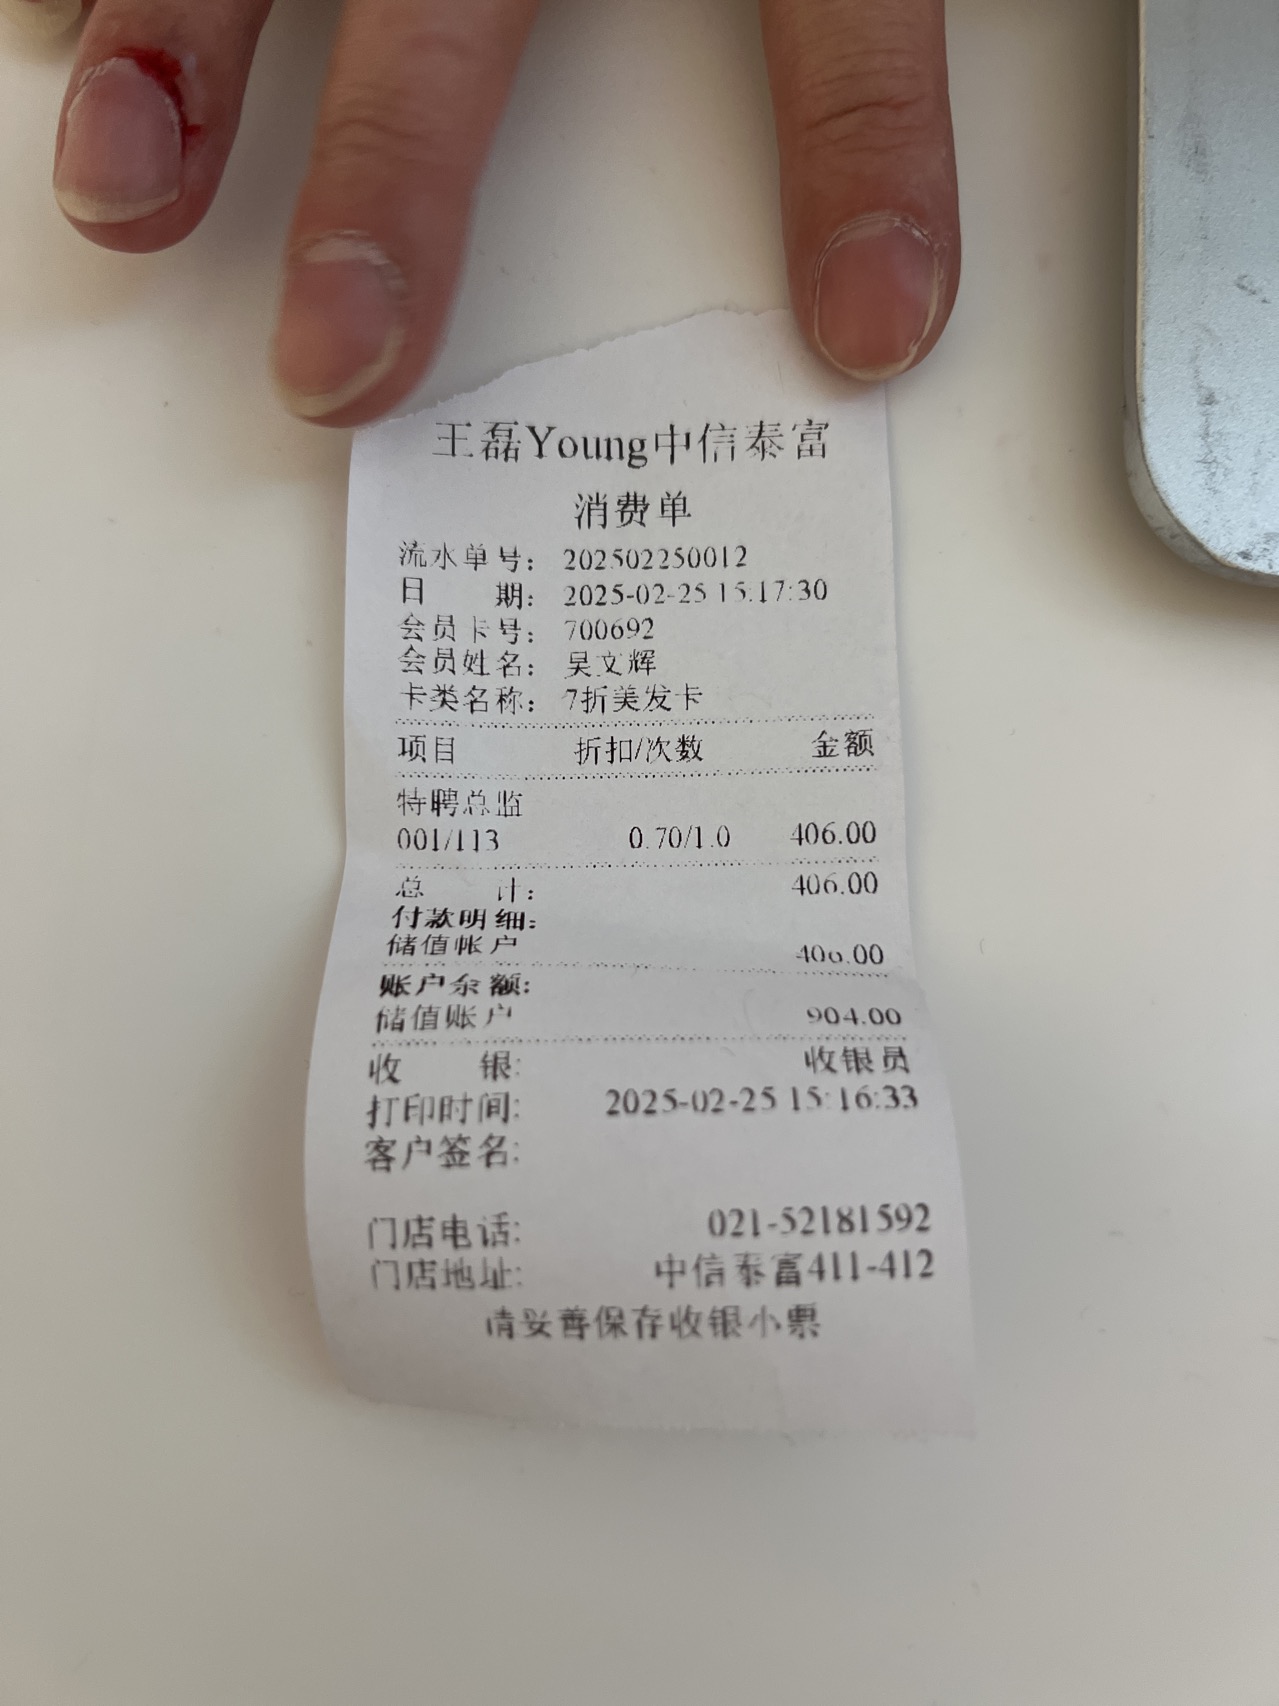 王磊Young中信泰富
消费单
流水单号： 202502250012
日 期： 2025-02-25 15:17:30
会员卡号： 700692
会员姓名： 吴文辉
卡类名称： 7折美发卡
项目 折扣/次数 金额
特聘总监
001/113 0.70/1.0 406.00
总 计： 406.00
付款明细：
储值帐户 406.00
账户余额：
储值账户 904.00
收 银： 收银员
打印时间： 2025-02-25 15:16:33
客户签名：
门店电话： 021-52181592
门店地址： 中信泰富411-412
请妥善保存收银小票